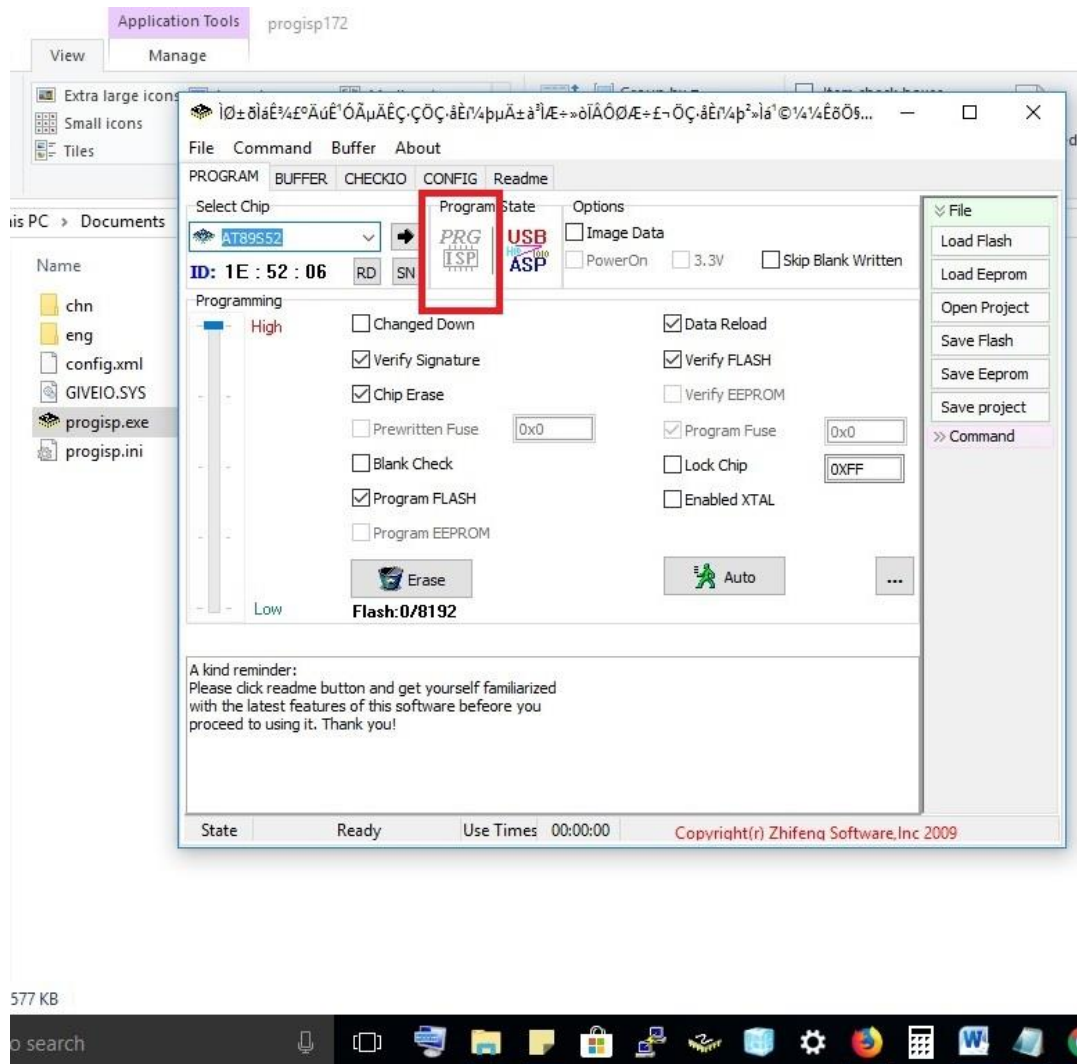 Application Tools progisp172
View Manage
Extra large icons
Small icons
Tiles
File Command Buffer About
PROGRAM BUFFER CHECKIO CONFIG Readme
Select Chip Program State Options
AT89S52 PRG ISP USB ASP Image Data
PowerOn 3.3V Skip Blank Written
ID: 1E : 52 : 06 RD SN
Programming
High
Low
Changed Down Data Reload
Verify Signature Verify FLASH
Chip Erase Verify EEPROM
Prewritten Fuse 0x0 Program Fuse 0x0
Blank Check Lock Chip 0XFF
Program FLASH Enabled XTAL
Program EEPROM
Erase Auto ...
Flash:0/8192
A kind reminder:
Please click readme button and get yourself familiarized
with the latest features of this software befeore you
proceed to using it. Thank you!
State Ready Use Times 00:00:00 Copyright(r) Zhifeng Software,Inc 2009
File
Load Flash
Load Eeprom
Open Project
Save Flash
Save Eeprom
Save project
Command
his PC > Documents
Name
chn
eng
config.xml
GIVEIO.SYS
progisp.exe
progisp.ini
577 KB
o search